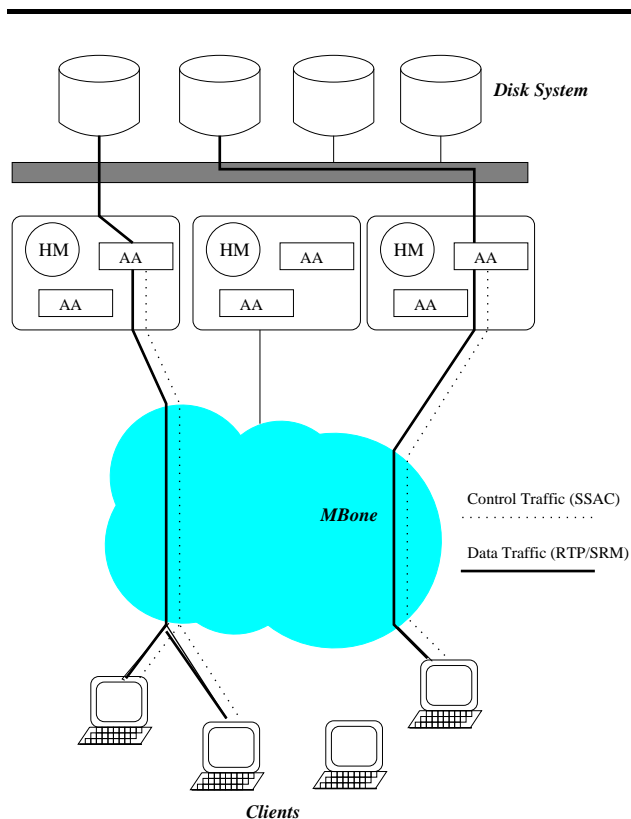 Disk System
HM
AA
AA
HM
AA
AA
HM
AA
AA
MBone
Control Traffic (SSAC)
Data Traffic (RTP/SRM)
Clients